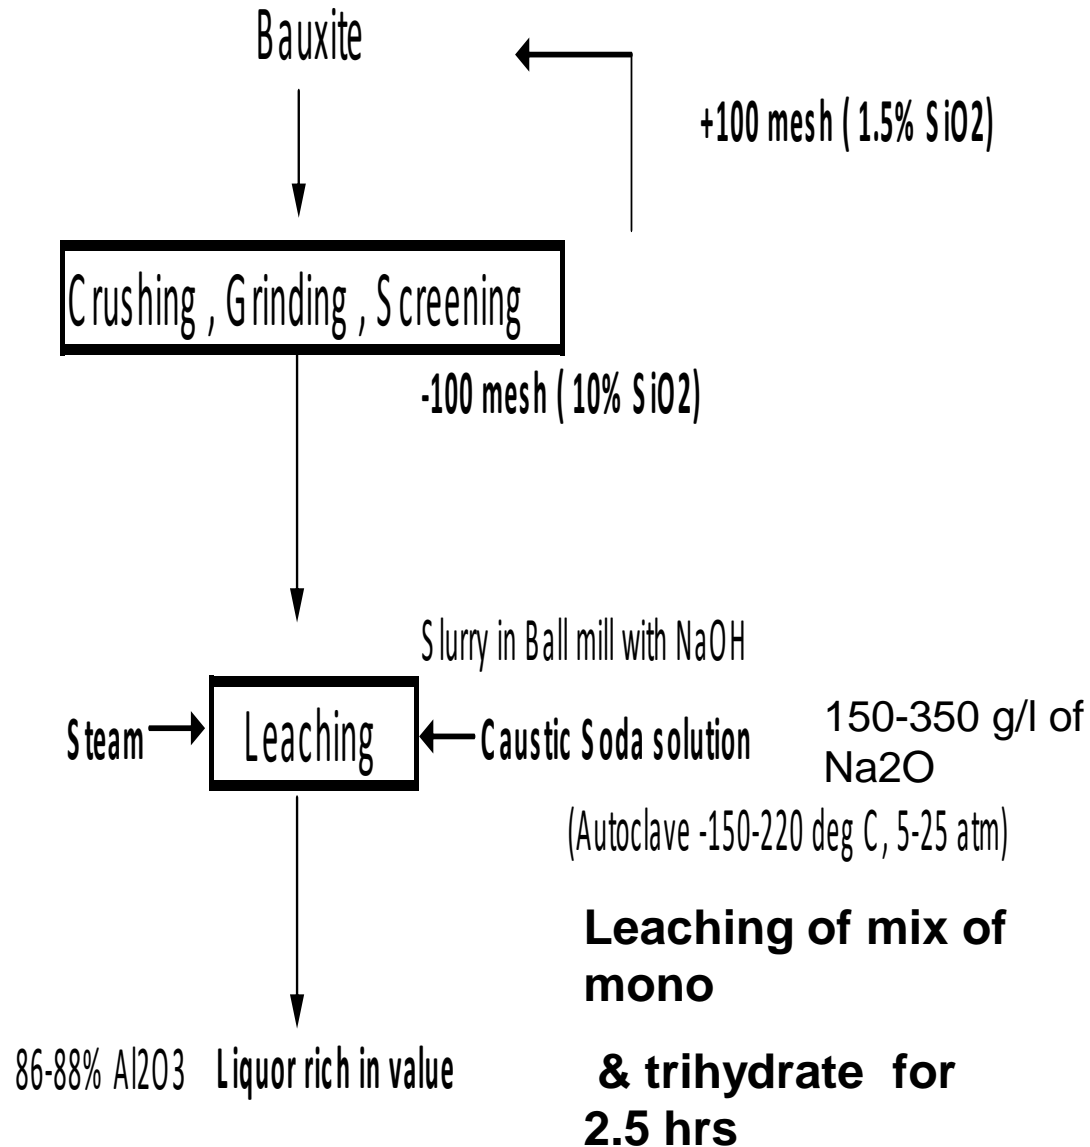 Bauxite
+100 mesh ( 1.5% SiO2)
Crushing , Grinding , Screening
-100 mesh ( 10% SiO2)
Slurry in Ball mill with NaOH
Steam
Leaching
Caustic Soda solution
150-350 g/l of
Na2O
(Autoclave -150-220 deg C, 5-25 atm)
Leaching of mix of
mono
& trihydrate for
2.5 hrs
86-88% Al2O3
Liquor rich in value